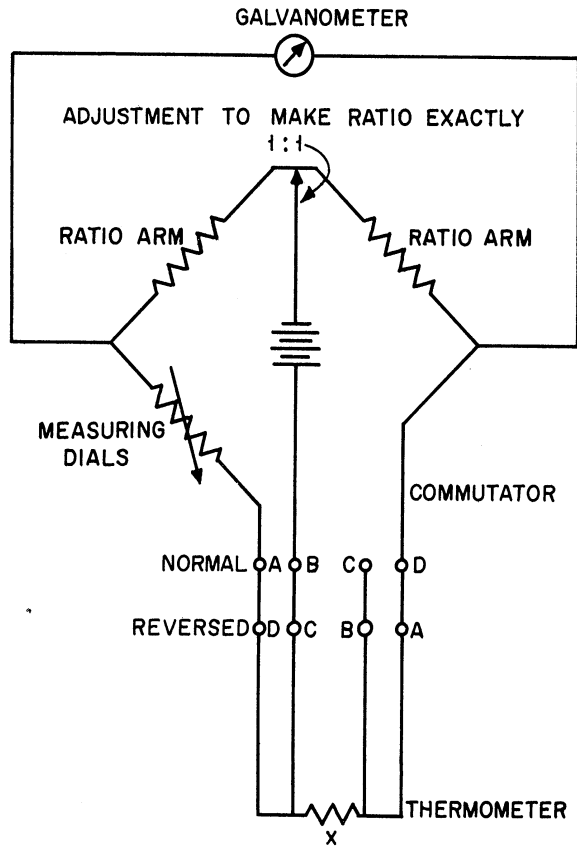 GALVANOMETER
ADJUSTMENT TO MAKE RATIO EXACTLY
1:1
RATIO ARM
RATIO ARM
MEASURING
DIALS
COMMUTATOR
NORMAL A B C D
REVERSED D C B A
THERMOMETER
X